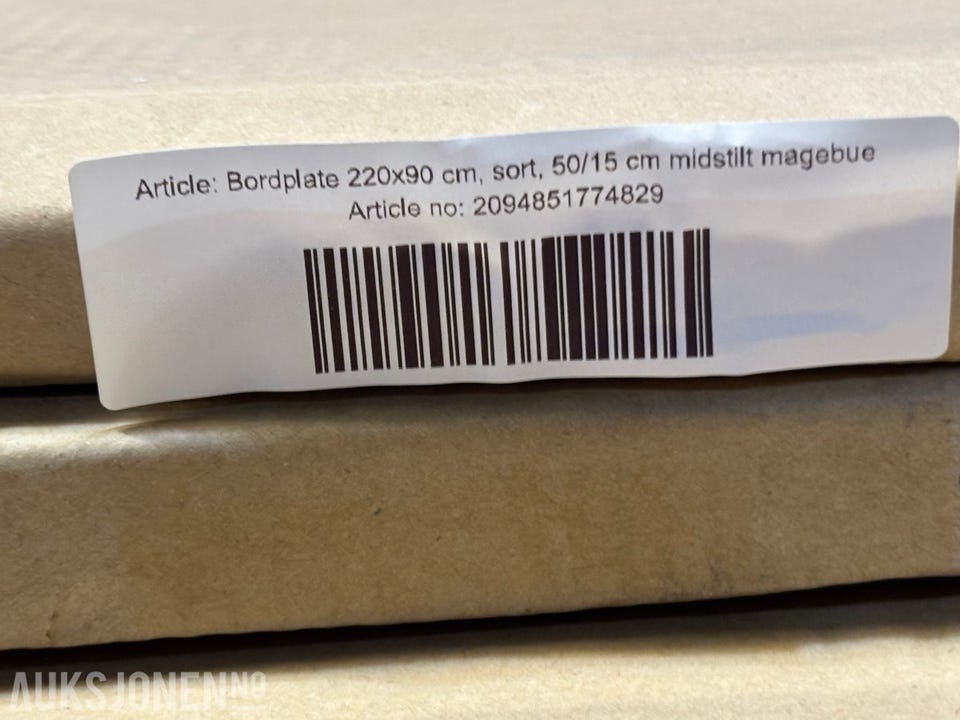 Article: Bordplate 220x90 cm, sort, 50/15 cm midstilt magebue
Article no: 2094851774829
AUKSJONEN.NO